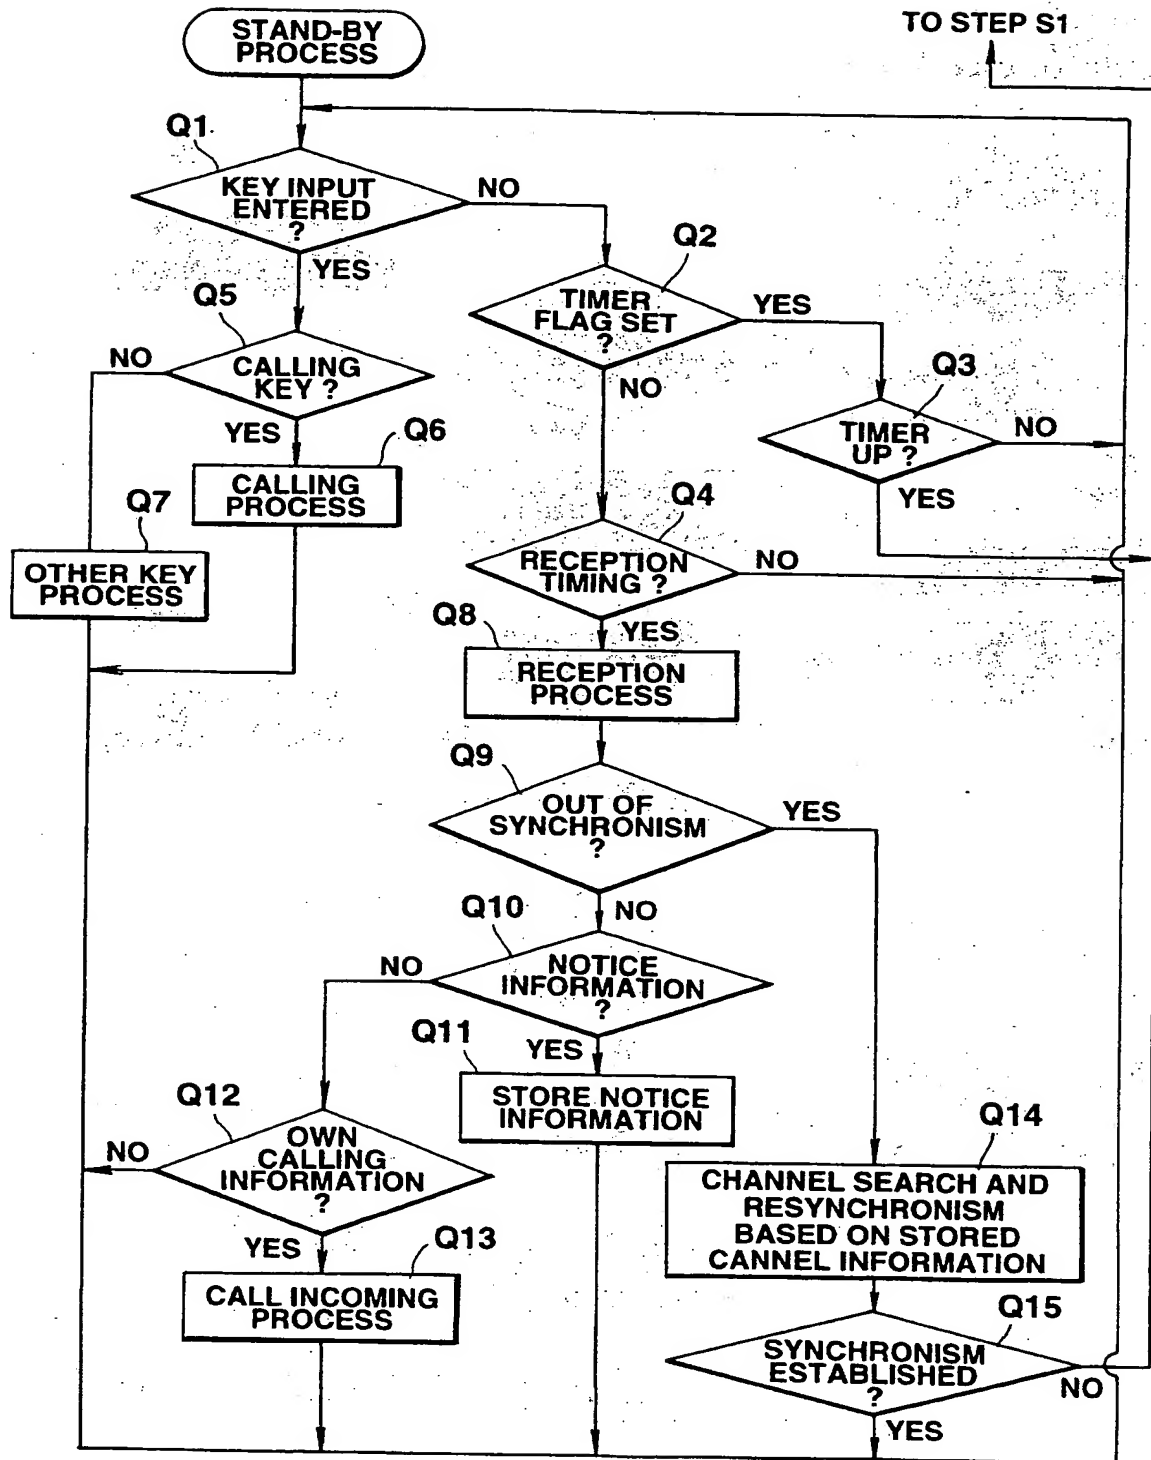 STAND-BY
PROCESS
TO STEP S1
Q1
KEY INPUT
ENTERED
?
NO
YES
Q2
TIMER
FLAG SET
?
YES
NO
Q5
CALLING
KEY ?
NO
YES
Q3
TIMER
UP ?
NO
YES
Q6
CALLING
PROCESS
Q7
OTHER KEY
PROCESS
Q4
RECEPTION
TIMING ?
NO
YES
Q8
RECEPTION
PROCESS
Q9
OUT OF
SYNCHRONISM
?
YES
NO
Q10
NOTICE
INFORMATION
?
NO
YES
Q11
STORE NOTICE
INFORMATION
Q12
OWN
CALLING
INFORMATION
?
NO
YES
Q13
CALL INCOMING
PROCESS
Q14
CHANNEL SEARCH AND
RESYNCHRONISM
BASED ON STORED
CANNEL INFORMATION
Q15
SYNCHRONISM
ESTABLISHED
?
NO
YES